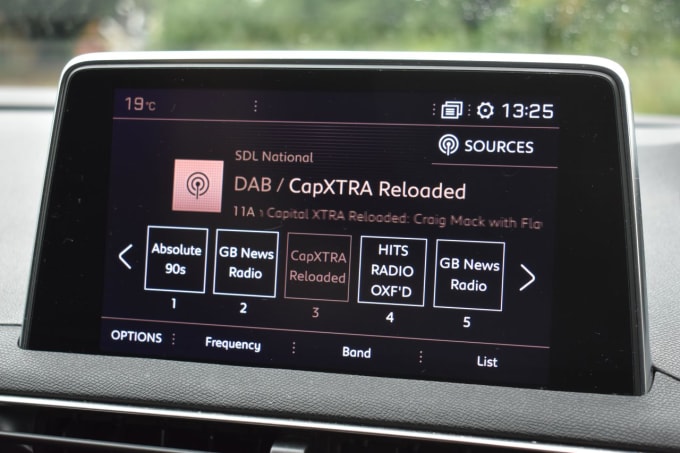 19°C
13:25
SOURCES
SDL National
DAB / CapXTRA Reloaded
11A
Capital XTRA Reloaded: Craig Mack with Fla
Absolute
90s
GB News
Radio
CapXTRA
Reloaded
HITS
RADIO
OXF'D
GB News
Radio
1
2
3
4
5
OPTIONS
Frequency
Band
List